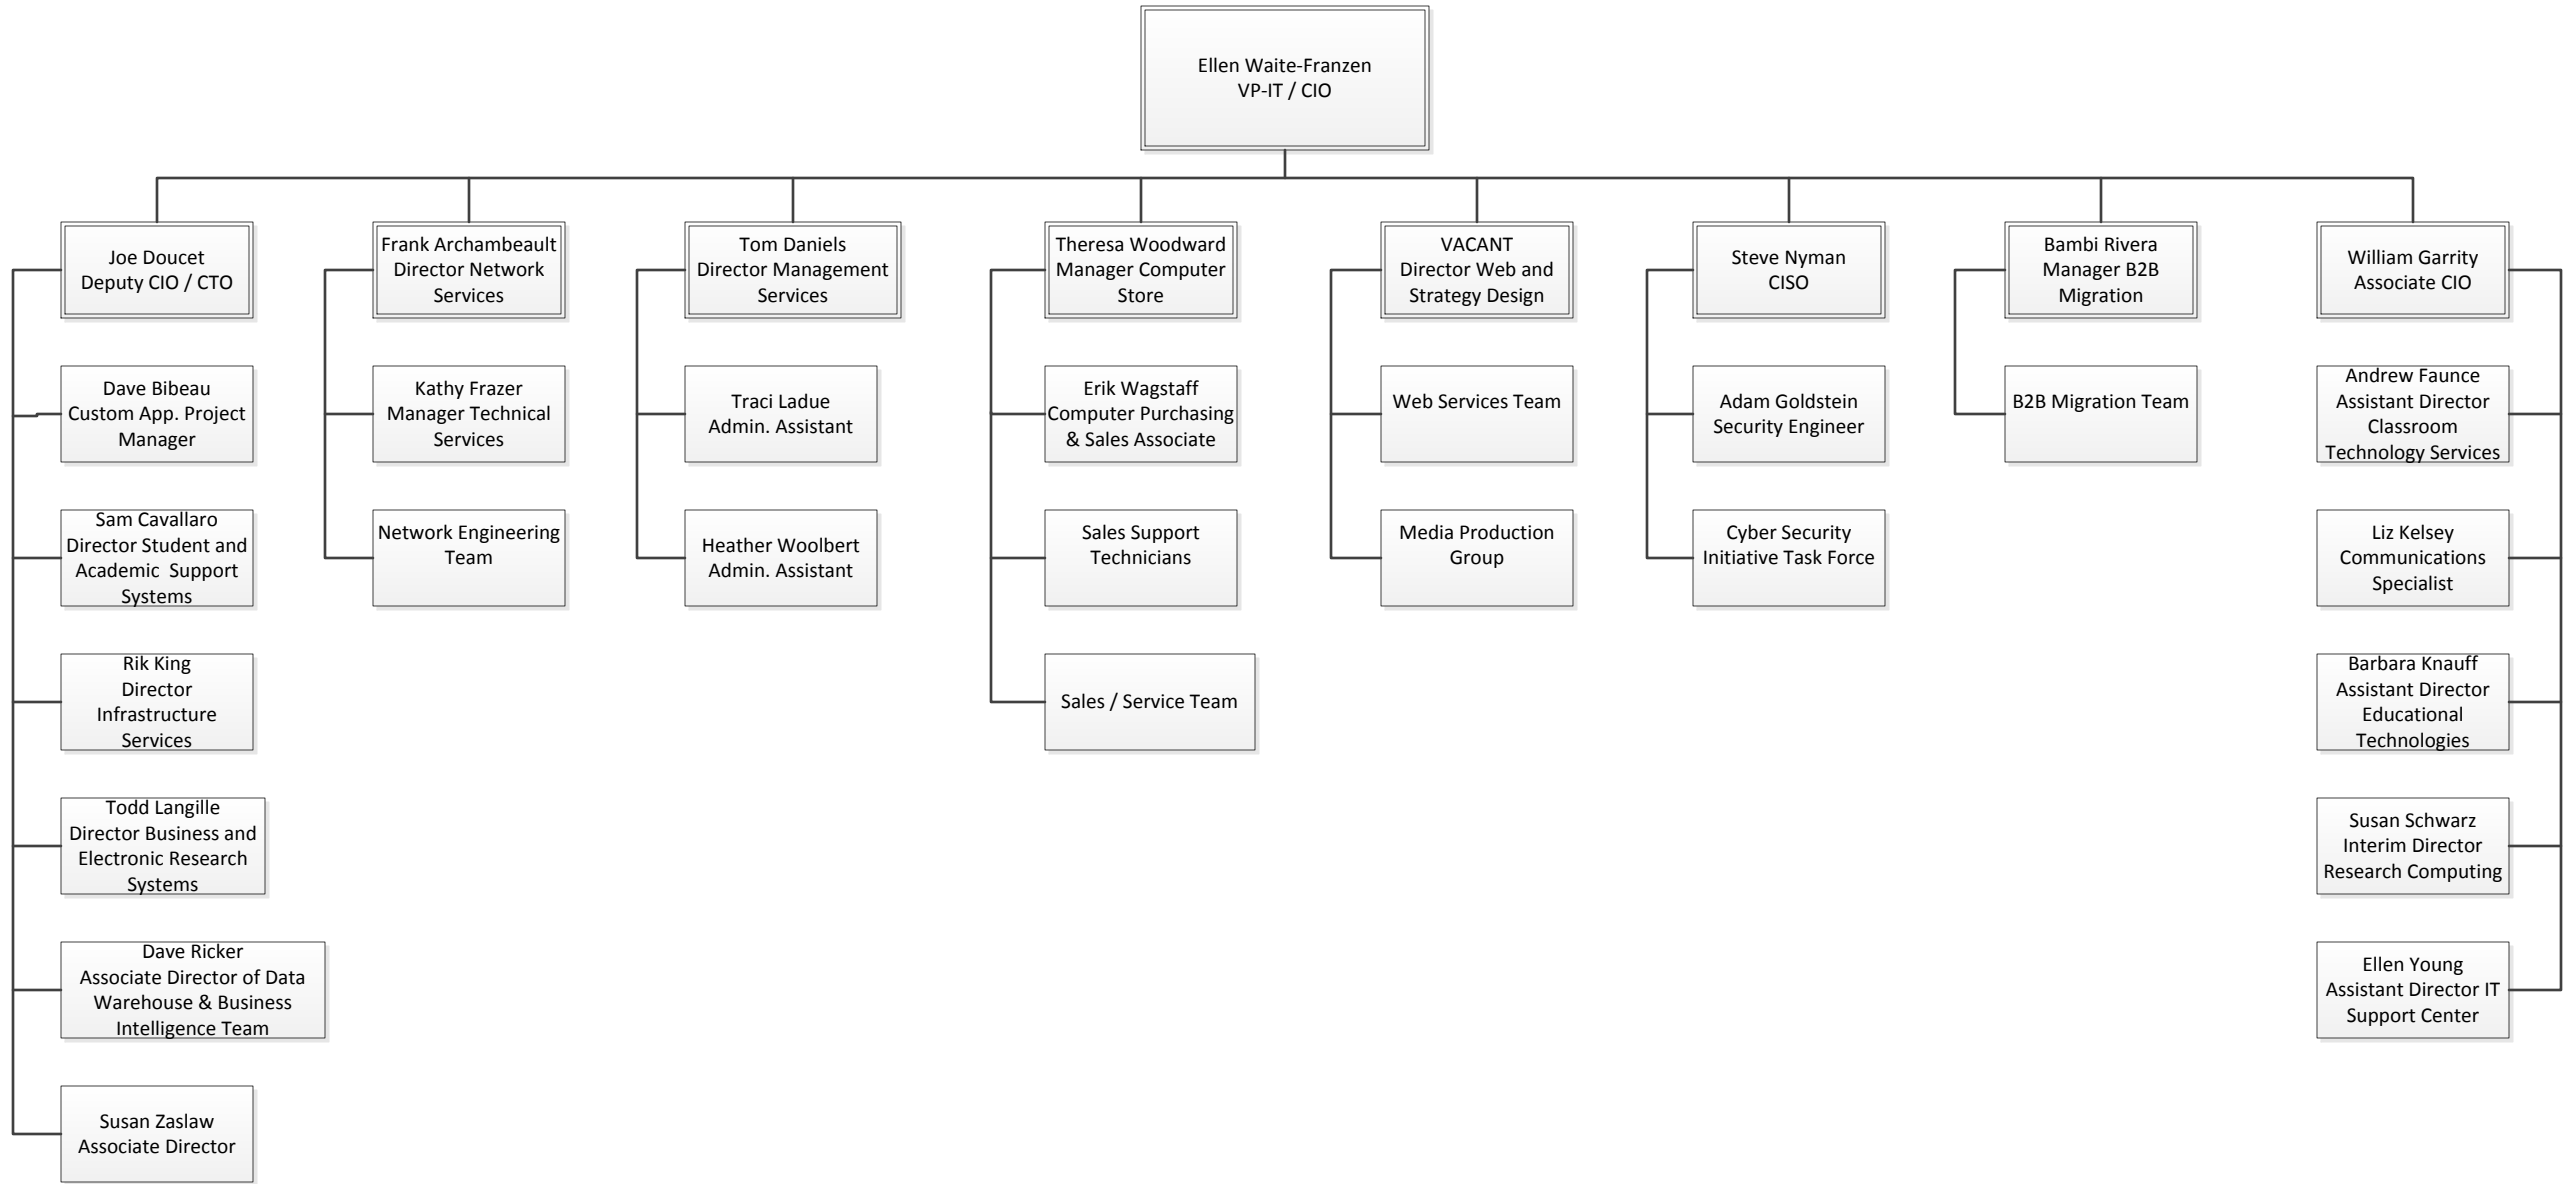 Ellen Waite-Franzen
VP-IT / CIO
Joe Doucet
Deputy CIO / CTO
Dave Bibeau
Custom App. Project
Manager
Sam Cavallaro
Director Student and
Academic Support
Systems
Rik King
Director
Infrastructure
Services
Todd Langille
Director Business and
Electronic Research
Systems
Dave Ricker
Associate Director of Data
Warehouse & Business
Intelligence Team
Susan Zaslaw
Associate Director
Frank Archambeault
Director Network
Services
Kathy Frazer
Manager Technical
Services
Network Engineering
Team
Tom Daniels
Director Management
Services
Traci Ladue
Admin. Assistant
Heather Woolbert
Admin. Assistant
Theresa Woodward
Manager Computer
Store
Erik Wagstaff
Computer Purchasing
& Sales Associate
Sales Support
Technicians
Sales / Service Team
VACANT
Director Web and
Strategy Design
Web Services Team
Media Production
Group
Steve Nyman
CISO
Adam Goldstein
Security Engineer
Cyber Security
Initiative Task Force
Bambi Rivera
Manager B2B
Migration
B2B Migration Team
William Garrity
Associate CIO
Andrew Faunce
Assistant Director
Classroom
Technology Services
Liz Kelsey
Communications
Specialist
Barbara Knauff
Assistant Director
Educational
Technologies
Susan Schwarz
Interim Director
Research Computing
Ellen Young
Assistant Director IT
Support Center